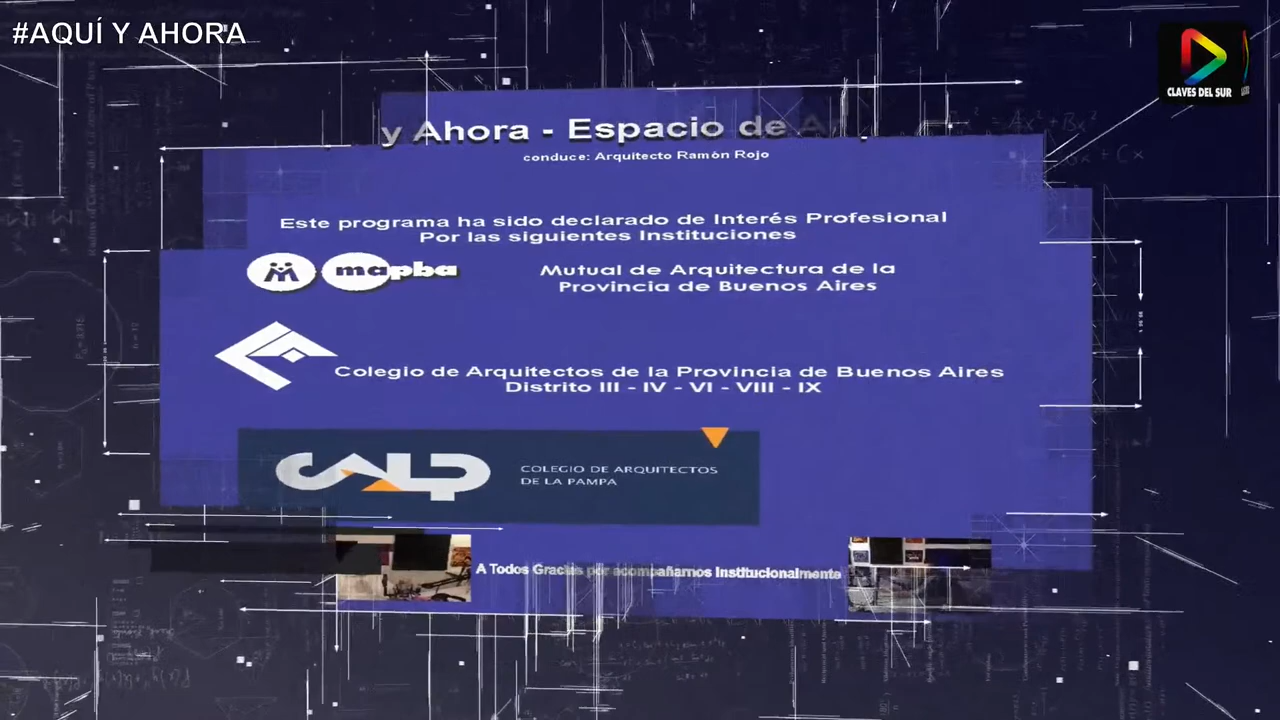 #AQUÍ Y AHORA
CLAVES DEL SUR
y Ahora - Espacio de
conduce: Arquitecto Ramón Rojo
Este programa ha sido declarado de Interés Profesional
Por las siguientes Instituciones
mapba
Mutual de Arquitectura de la
Provincia de Buenos Aires
Colegio de Arquitectos de la Provincia de Buenos Aires
Distrito III - IV - VI - VIII - IX
CALP
COLEGIO DE ARQUITECTOS
DE LA PAMPA
A Todos Gracias por acompañarnos Institucionalmente